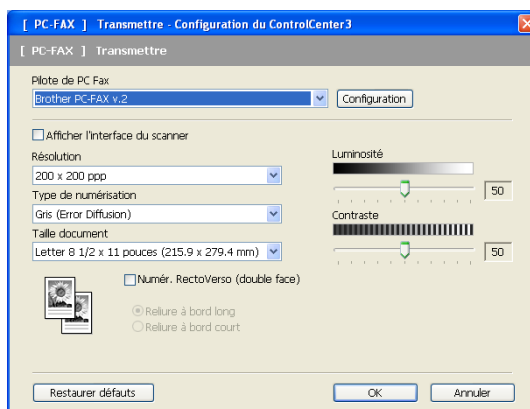 [ PC-FAX ] Transmettre - Configuration du ControlCenter3
[ PC-FAX ] Transmettre
Pilote de PC Fax
Brother PC-FAX v.2
Configuration
Afficher l'interface du scanner
Résolution
200 x 200 ppp
Type de numérisation
Gris (Error Diffusion)
Taille document
Letter 8 1/2 x 11 pouces (215.9 x 279.4 mm)
Luminosité
50
Contraste
50
Numér. RectoVerso (double face)
Reliure à bord long
Reliure à bord court
Restaurer défauts
OK
Annuler